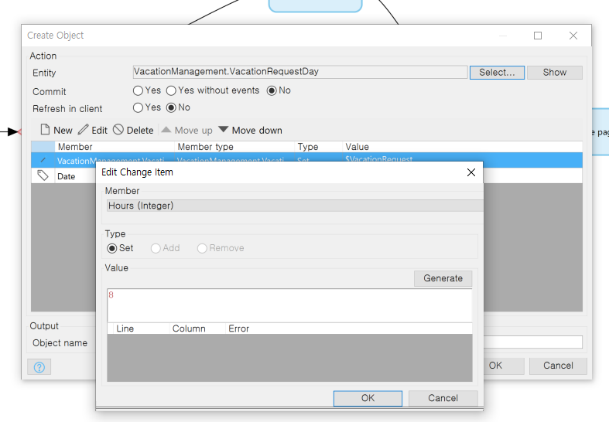 Create Object
Action
Entity VacationManagement.VacationRequestDay Select... Show
Commit Yes Yes without events No
Refresh in client Yes No
New Edit Delete Move up Move down
Member Member type Type Value
VacationManagement.Vacati VacationManagement.Vacati Set $VacationRequest
Date
Edit Change Item
Member
Hours (Integer)
Type
Set Add Remove
Value
Generate
8
Line Column Error
OK Cancel
Output
Object name
OK Cancel
e pag